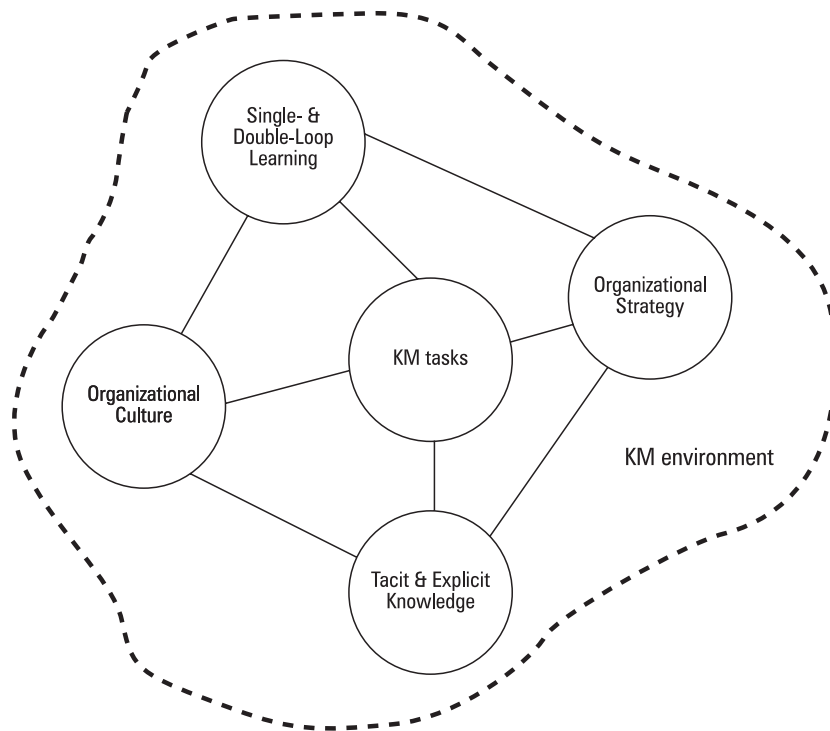 Single- &
Double-Loop
Learning
Organizational
Strategy
KM tasks
Organizational
Culture
KM environment
Tacit & Explicit
Knowledge